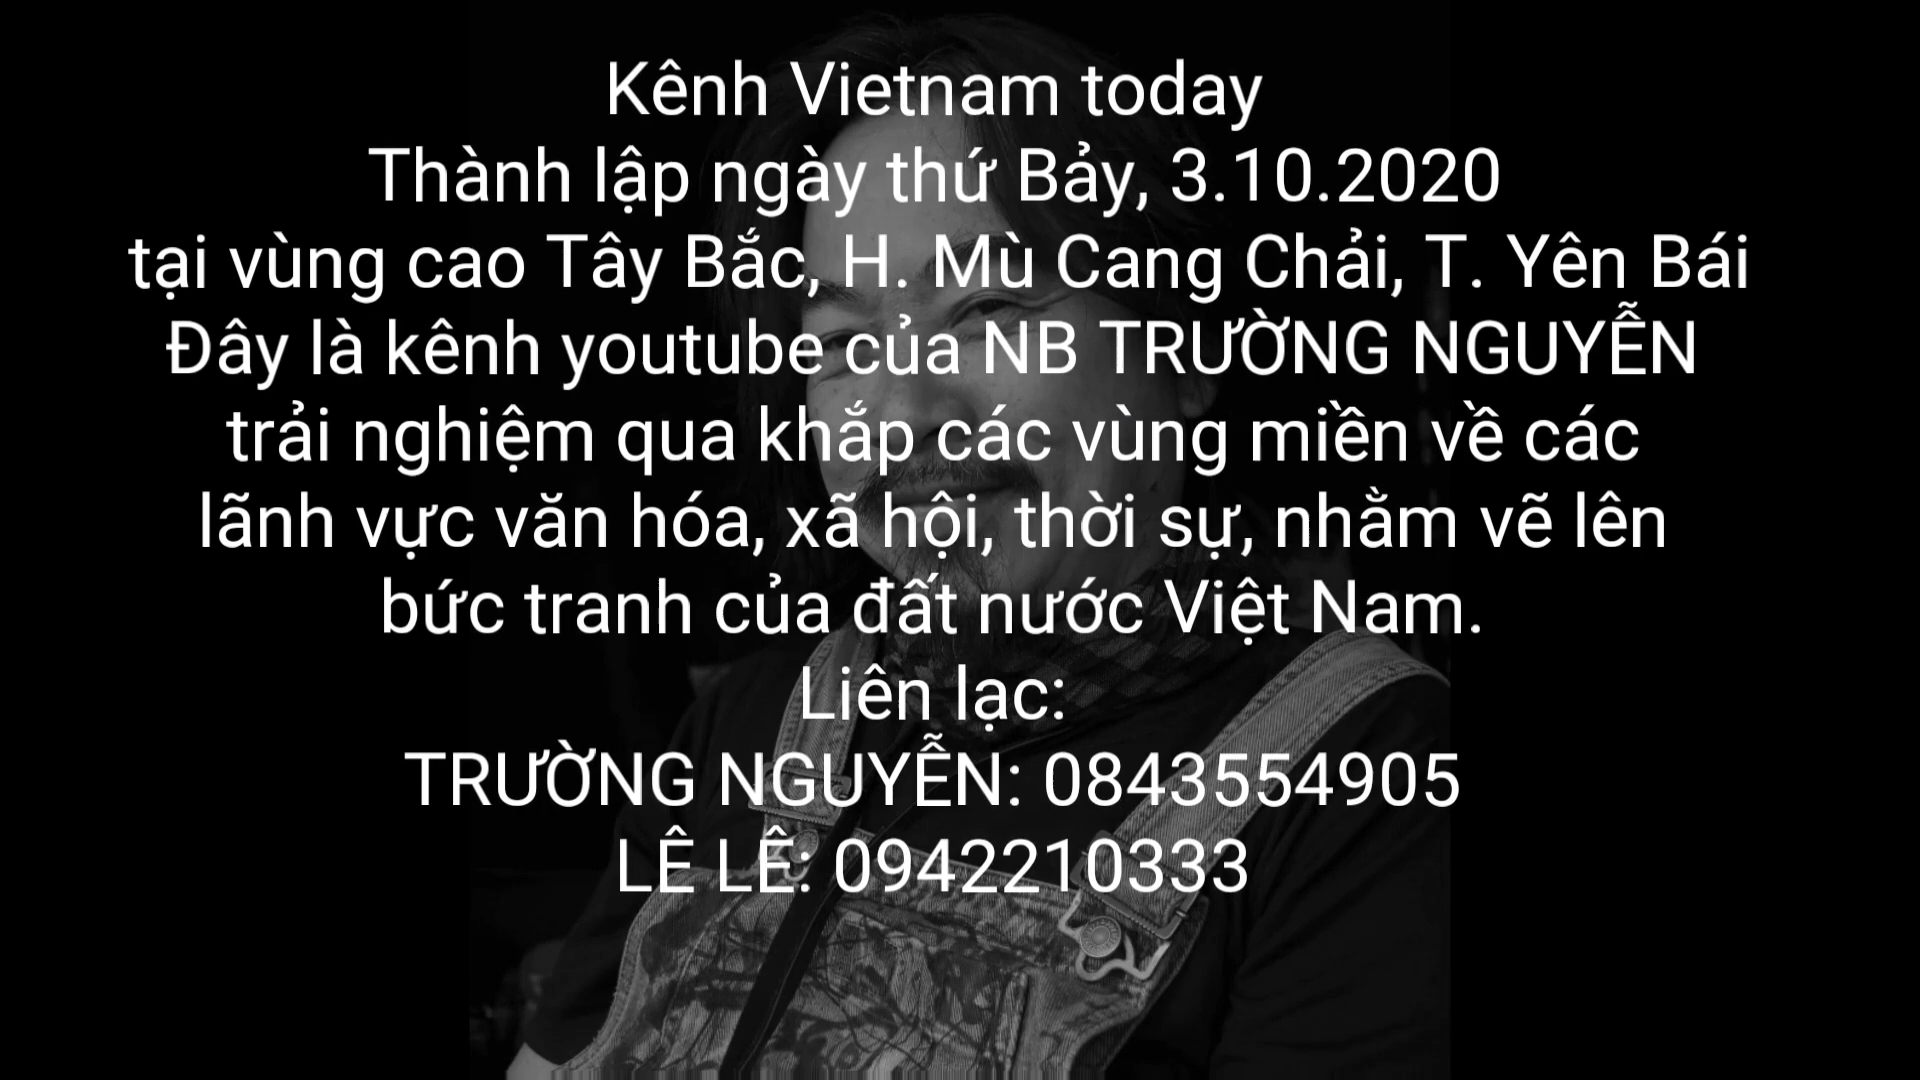 Kênh Vietnam today
Thành lập ngày thứ Bảy, 3.10.2020
tại vùng cao Tây Bắc, H. Mù Cang Chải, T. Yên Bái
Đây là kênh youtube của NB TRƯỜNG NGUYỄN
trải nghiệm qua khắp các vùng miền về các
lãnh vực văn hóa, xã hội, thời sự, nhằm vẽ lên
bức tranh của đất nước Việt Nam.
Liên lạc:
TRƯỜNG NGUYỄN: 0843554905
LÊ LÊ: 0942210333